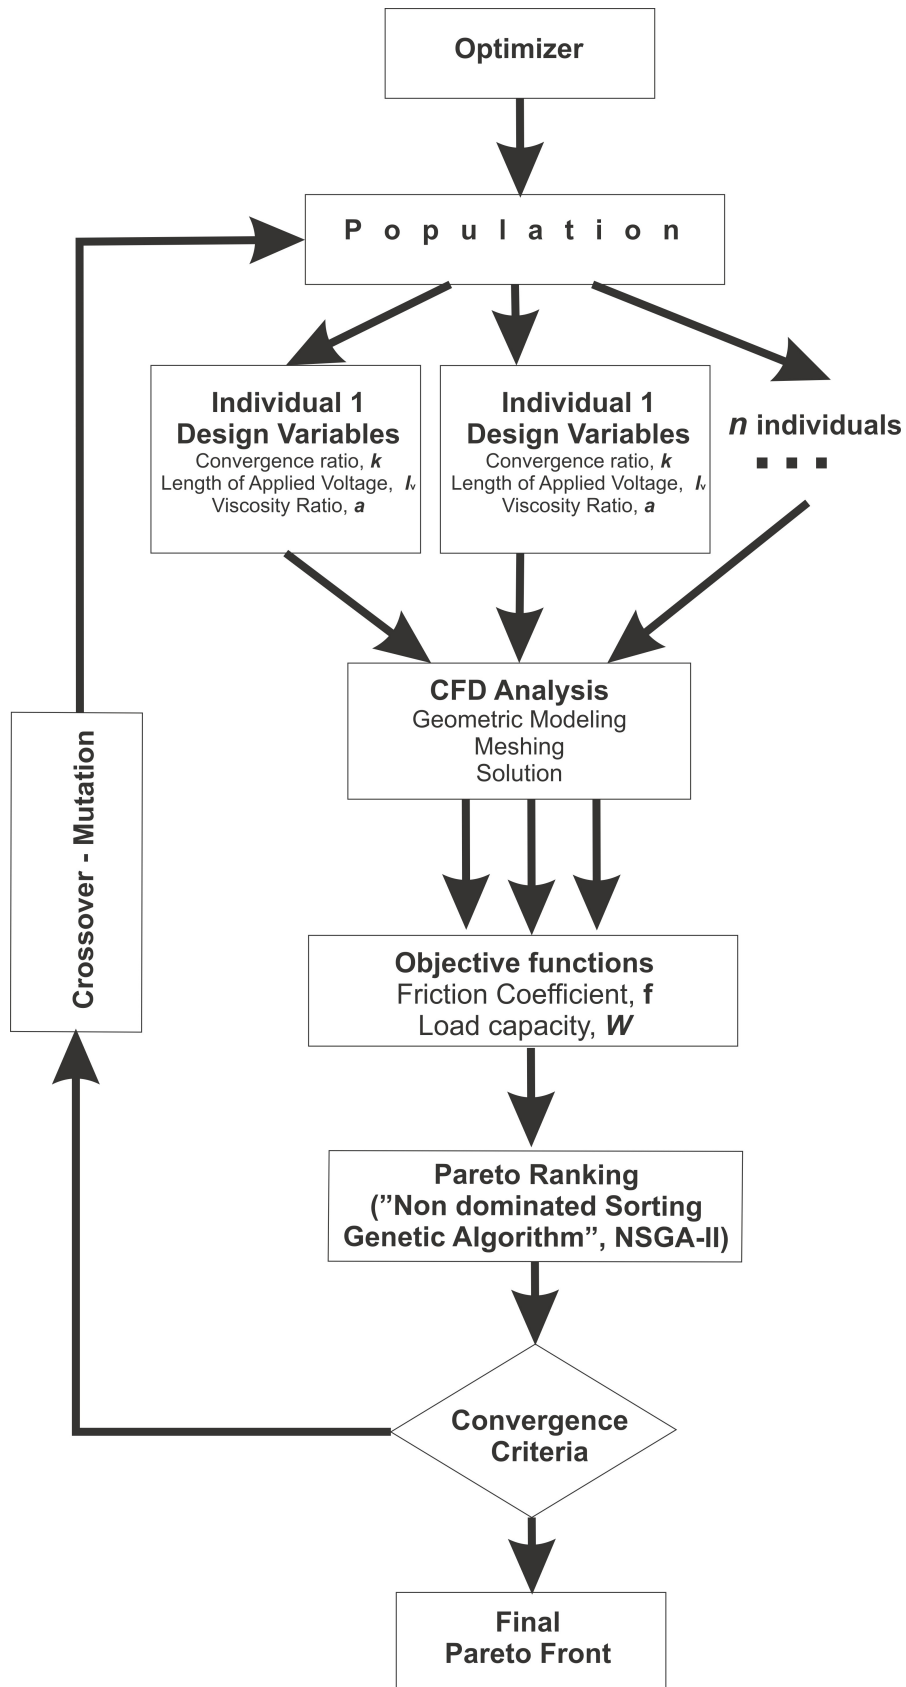 Optimizer
P o p u l a t i o n
Individual 1
Design Variables
Convergence ratio, k
Length of Applied Voltage, lv
Viscosity Ratio, a
Individual 1
Design Variables
Convergence ratio, k
Length of Applied Voltage, lv
Viscosity Ratio, a
n individuals
...
CFD Analysis
Geometric Modeling
Meshing
Solution
Crossover - Mutation
Objective functions
Friction Coefficient, f
Load capacity, W
Pareto Ranking
(”Non dominated Sorting
Genetic Algorithm”, NSGA-II)
Convergence
Criteria
Final
Pareto Front